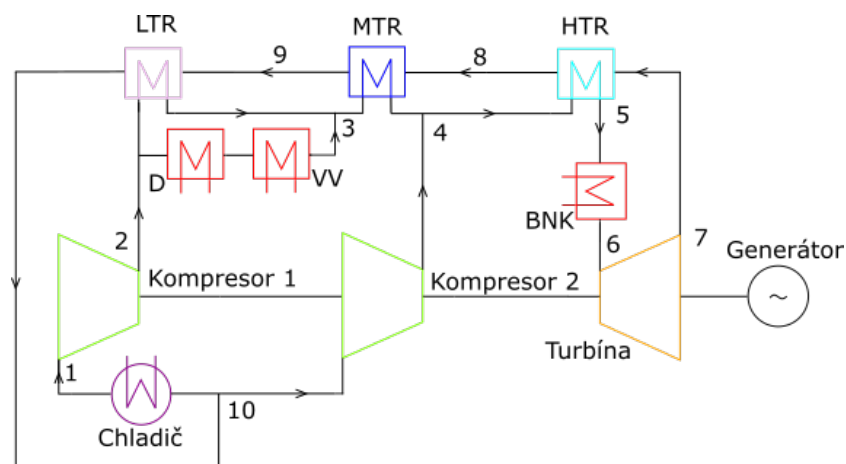 LTR
MTR
HTR
9
8
3
4
5
D
VV
BNK
2
6
7
Generátor
~
Kompresor 1
Kompresor 2
Turbína
1
10
Chladič